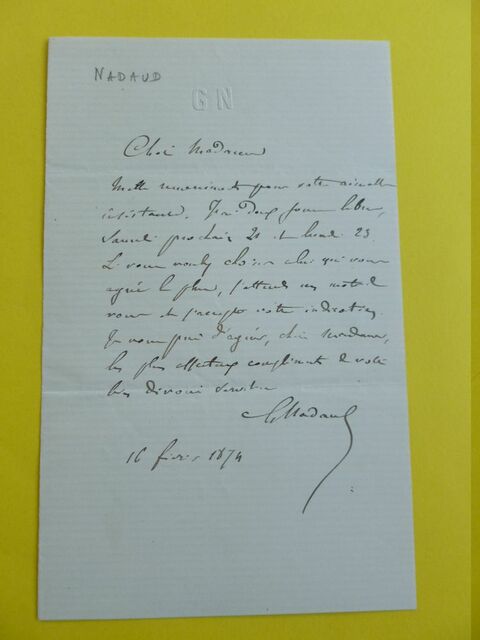 NADAUD
GN
Chère Madame
Mille remerciements pour votre aimable
insistance. J'ai deux jours libres,
Samedi prochain 21 et lundi 23.
Si vous voulez choisir celui qui vous
agrée le plus, j'attends un mot de
vous et j'accepte votre indication.
Je vous prie d'agréer, chère Madame,
les plus affectueux compliments de votre
bien dévoué serviteur
G Nadaud
16 février 1874